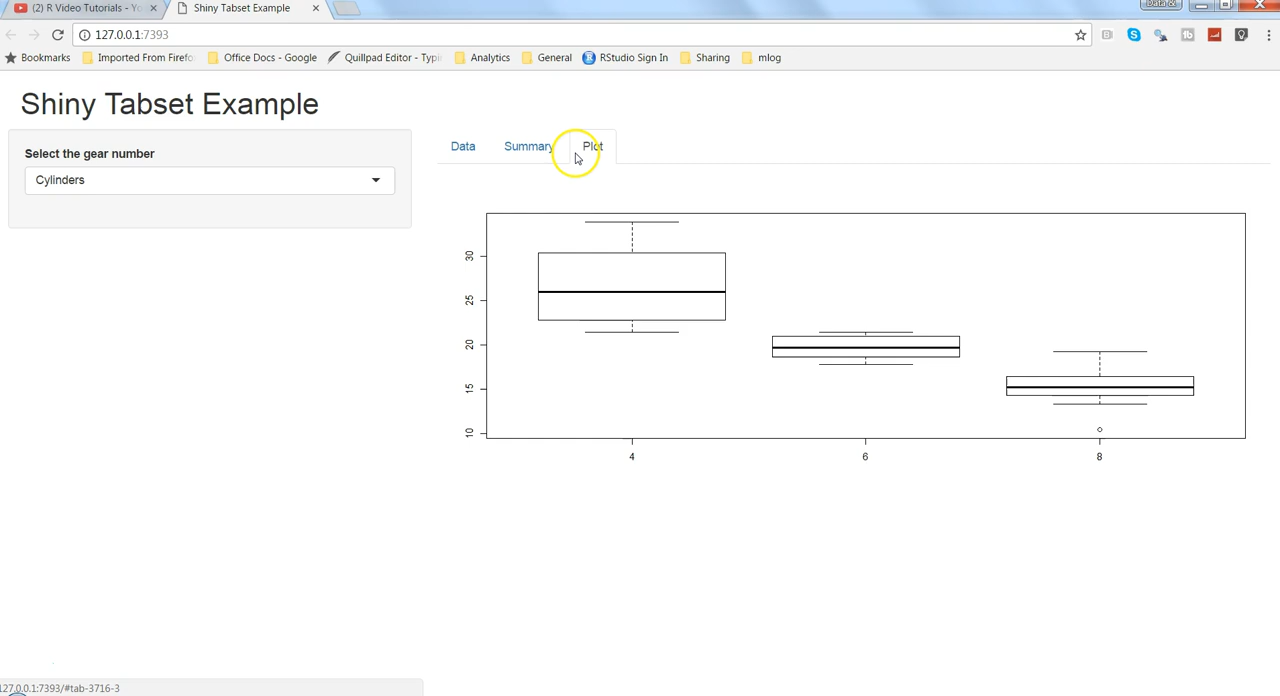 (2) R Video Tutorials - Yo
Shiny Tabset Example
127.0.0.1:7393
Bookmarks
Imported From Firefo
Office Docs - Google
Quillpad Editor - Typi
Analytics
General
RStudio Sign In
Sharing
mlog
Shiny Tabset Example
Select the gear number
Cylinders
Data
Summary
Plot
30
25
20
15
10
4
6
8
127.0.0.1:7393/#tab-3716-3